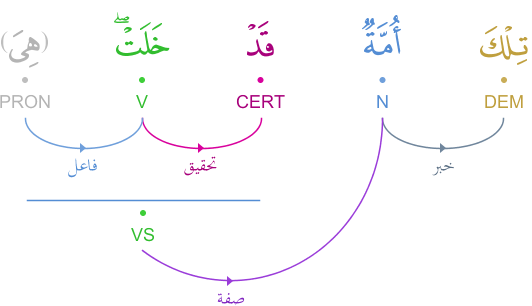 تِلْكَ أُمَّةٌ قَدْ خَلَتْ ۖ (هِيَ)
DEM N CERT V PRON
خبر تحقيق فاعل
VS
صفة